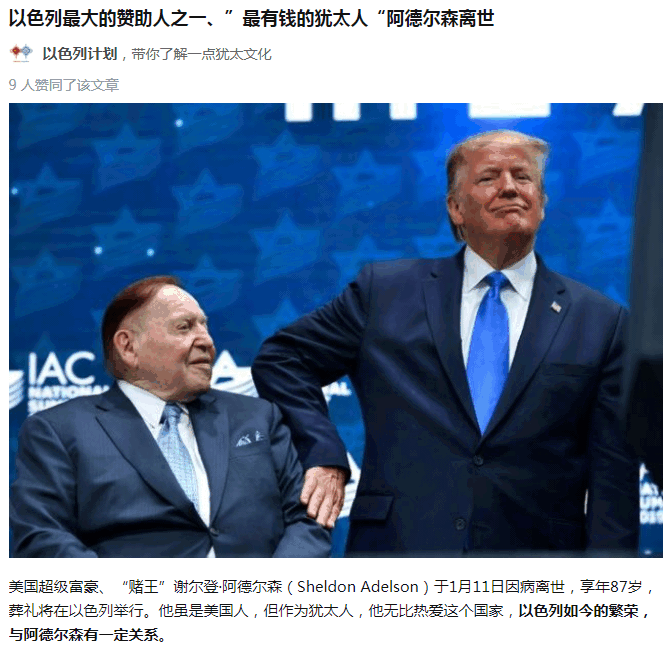 以色列最大的赞助人之一、”最有钱的犹太人“阿德尔森离世
以色列计划，带你了解一点犹太文化
9 人赞同了该文章
IAC
NATIONAL
美国超级富豪、“赌王”谢尔登·阿德尔森（Sheldon Adelson）于1月11日因病离世，享年87岁，
葬礼将在以色列举行。他虽是美国人，但作为犹太人，他无比热爱这个国家，以色列如今的繁荣，
与阿德尔森有一定关系。